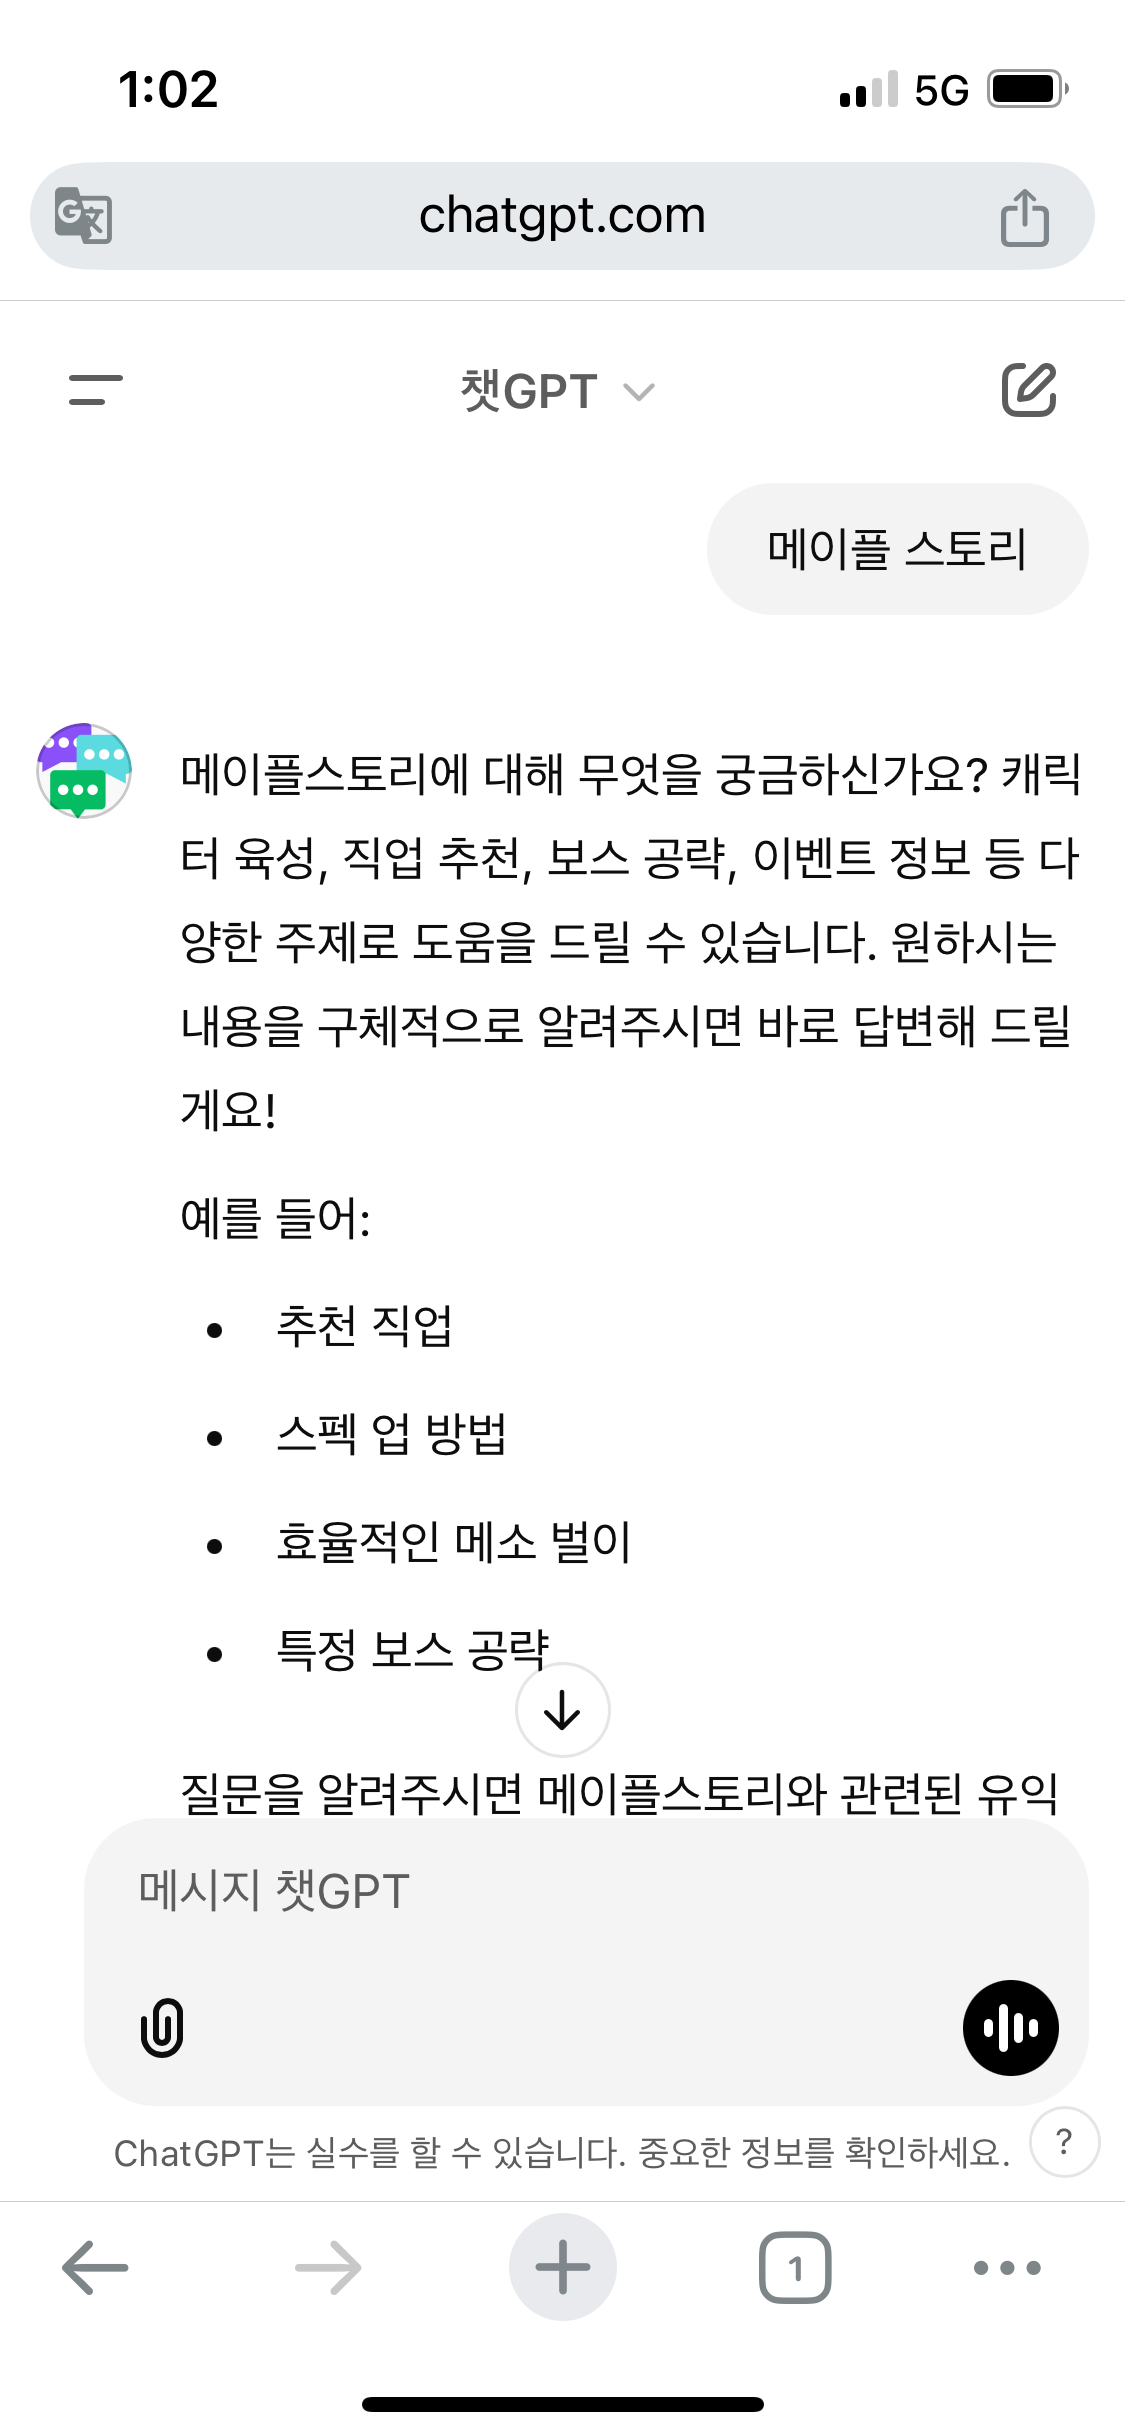 1:02
5G
chatgpt.com
챗GPT
메이플 스토리
메이플스토리에 대해 무엇을 궁금하신가요? 캐릭
터 육성, 직업 추천, 보스 공략, 이벤트 정보 등 다
양한 주제로 도움을 드릴 수 있습니다. 원하시는
내용을 구체적으로 알려주시면 바로 답변해 드릴
게요!
예를 들어:
• 추천 직업
• 스펙 업 방법
• 효율적인 메소 벌이
• 특정 보스 공략
질문을 알려주시면 메이플스토리와 관련된 유익
메시지 챗GPT
ChatGPT는 실수를 할 수 있습니다. 중요한 정보를 확인하세요.
?
1